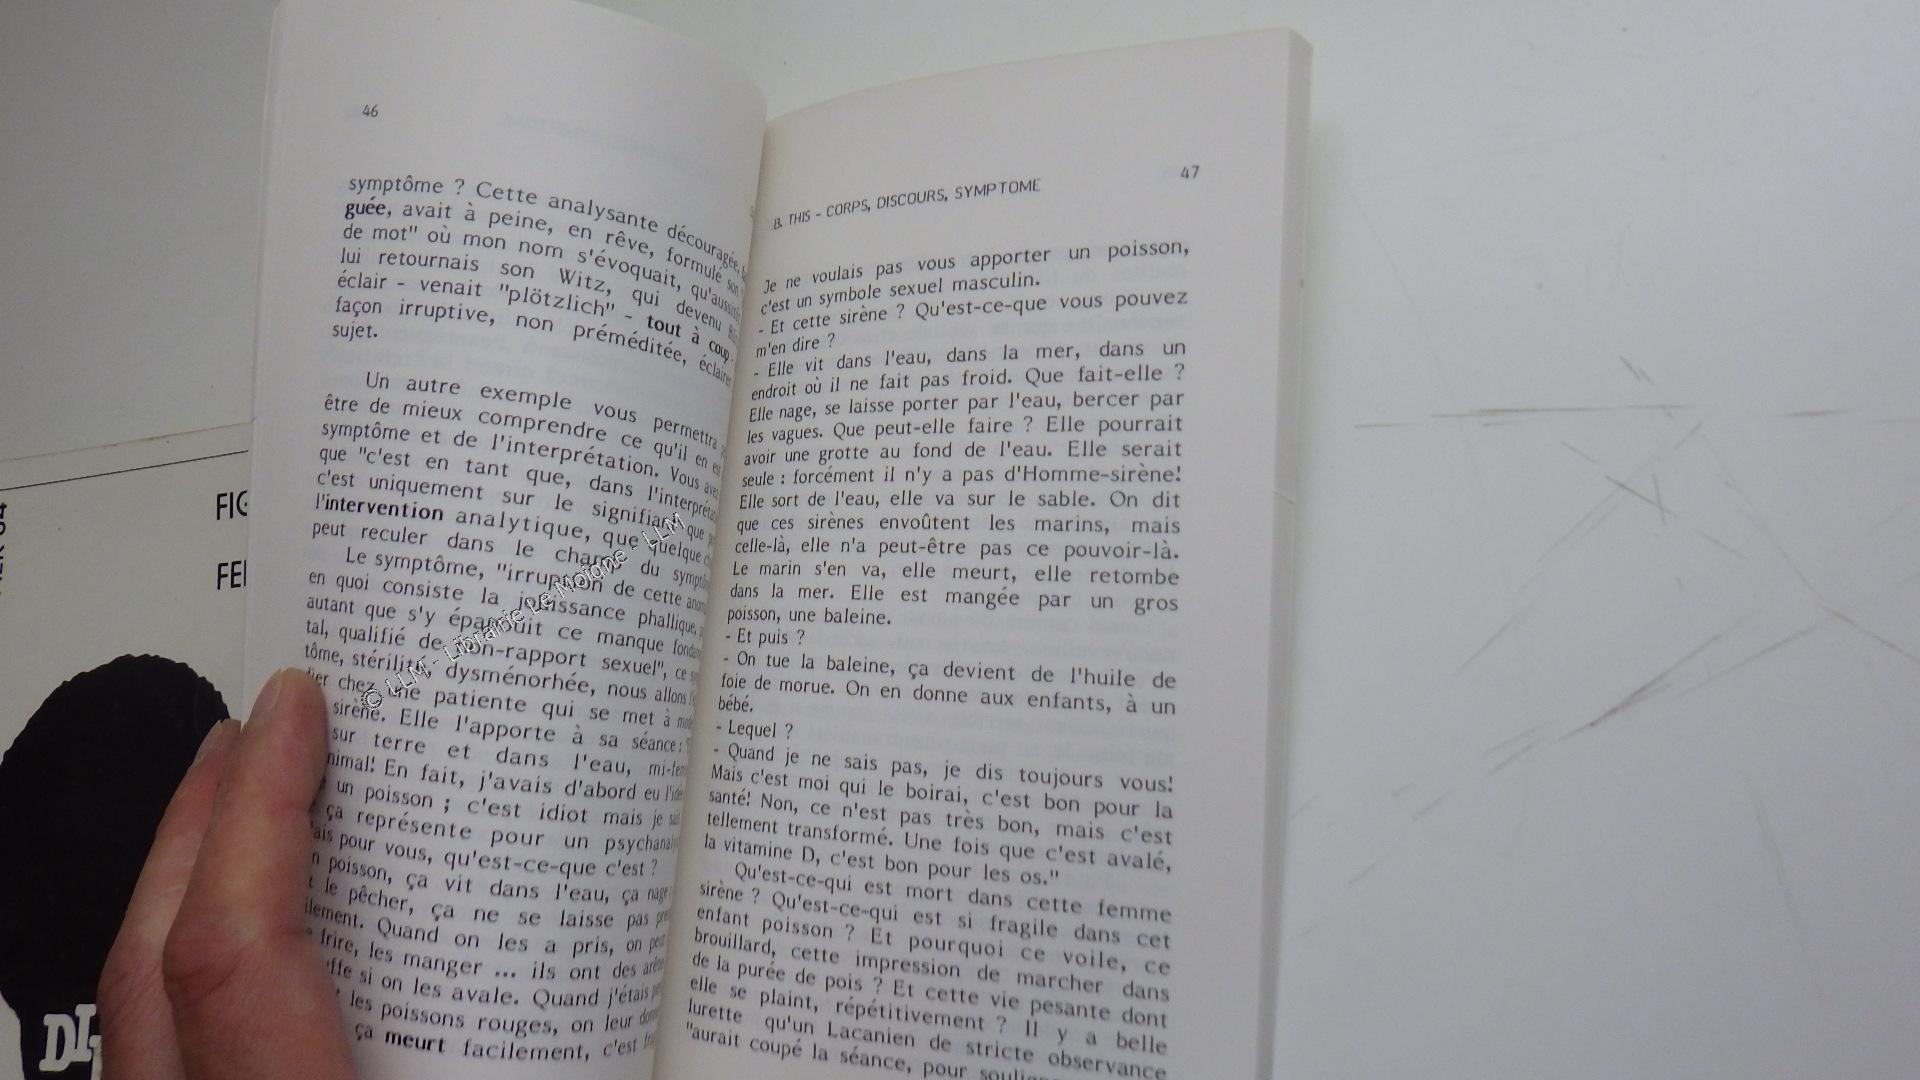 46
symptôme ? Cette analysante découragée,
guée, avait à peine, en rêve, formulé son
de mot" où mon nom s'évoquait, qu'aussitôt
lui retournais son Witz, qui devenu
éclair - venait "plötzlich" - tout à coup -
façon irruptive, non préméditée, éclairer
sujet.
Un autre exemple vous permettra
être de mieux comprendre ce qu'il en est
symptôme et de l'interprétation. Vous avez
que "c'est en tant que, dans l'interprétat
c'est uniquement sur le signifiant que
l'intervention analytique, que quelque
peut reculer dans le champ du symptô
Le symptôme, "irruption de cette anom
en quoi consiste la jouissance phallique,
autant que s'y épanouit ce manque fondam
tal, qualifié de non-rapport sexuel", ce
tôme, stérilité, dysménorhée, nous allons
dier chez une patiente qui se met à mode
sirène. Elle l'apporte à sa séance :
sur terre et dans l'eau, mi-fem
nimal! En fait, j'avais d'abord eu l'idé
un poisson ; c'est idiot mais je sais
ça représente pour un psychanaly
ais pour vous, qu'est-ce-que c'est ?
n poisson, ça vit dans l'eau, ça nage
t le pêcher, ça ne se laisse pas
ilement. Quand on les a pris, on peut
frire, les manger ... ils ont des arê
ffe si on les avale. Quand j'étais
les poissons rouges, on leur
ça meurt facilement, c'est
B. THIS - CORPS, DISCOURS, SYMPTOME
47
Je ne voulais pas vous apporter un poisson,
c'est un symbole sexuel masculin.
- Et cette sirène ? Qu'est-ce-que vous pouvez
m'en dire ?
- Elle vit dans l'eau, dans la mer, dans un
endroit où il ne fait pas froid. Que fait-elle ?
Elle nage, se laisse porter par l'eau, bercer par
les vagues. Que peut-elle faire ? Elle pourrait
avoir une grotte au fond de l'eau. Elle serait
seule : forcément il n'y a pas d'Homme-sirène!
Elle sort de l'eau, elle va sur le sable. On dit
que ces sirènes envoûtent les marins, mais
celle-là, elle n'a peut-être pas ce pouvoir-là.
Le marin s'en va, elle meurt, elle retombe
dans la mer. Elle est mangée par un gros
poisson, une baleine.
- Et puis ?
- On tue la baleine, ça devient de l'huile de
foie de morue. On en donne aux enfants, à un
bébé.
- Lequel ?
- Quand je ne sais pas, je dis toujours vous!
Mais c'est moi qui le boirai, c'est bon pour la
santé! Non, ce n'est pas très bon, mais c'est
tellement transformé. Une fois que c'est avalé,
la vitamine D, c'est bon pour les os."
Qu'est-ce-qui est mort dans cette femme
sirène ? Qu'est-ce-qui est si fragile dans cet
enfant poisson ? Et pourquoi ce voile, ce
brouillard, cette impression de marcher dans
de la purée de pois ? Et cette vie pesante dont
elle se plaint, répétitivement ? Il y a belle
lurette qu'un Lacanien de stricte observance
"aurait coupé la séance, pour
© LLM - Librairie Le Moigne - LLM
FIG
FE
DI